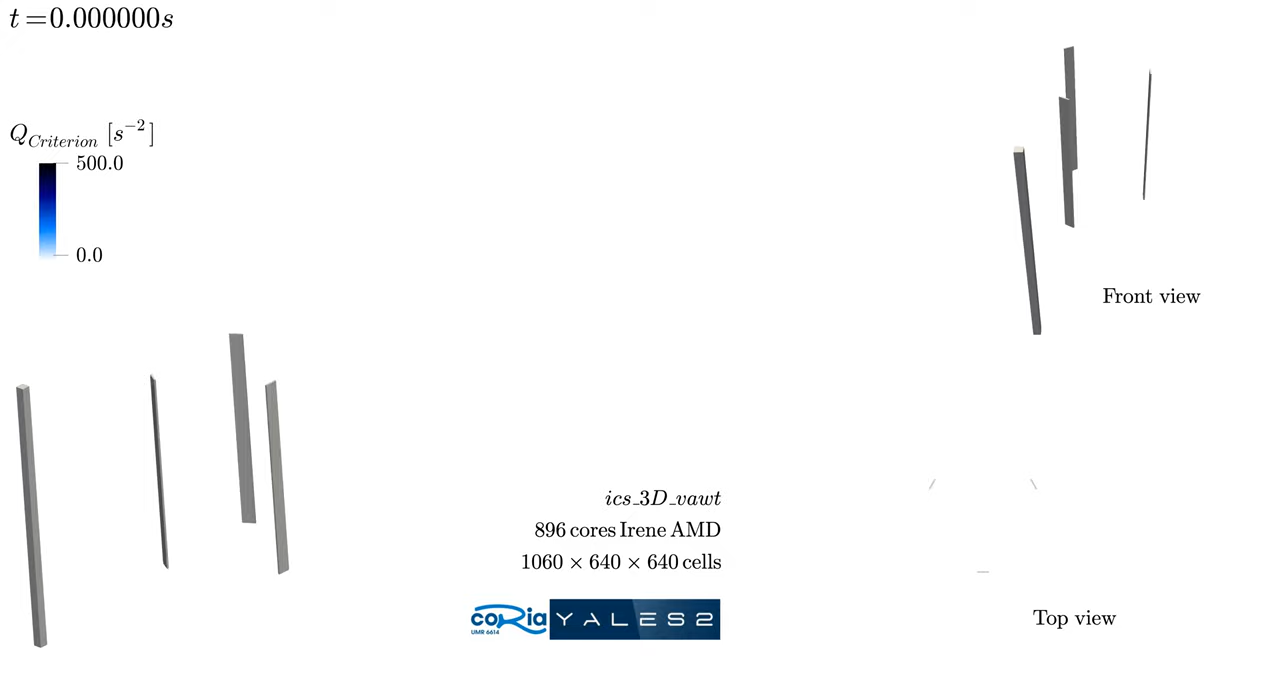 t=0.000000s
Q_Criterion [s^−2]
500.0
0.0
Front view
ics_3D_vawt
896 cores Irene AMD
1060 × 640 × 640 cells
coRia YALES2
UMR 6614
Top view